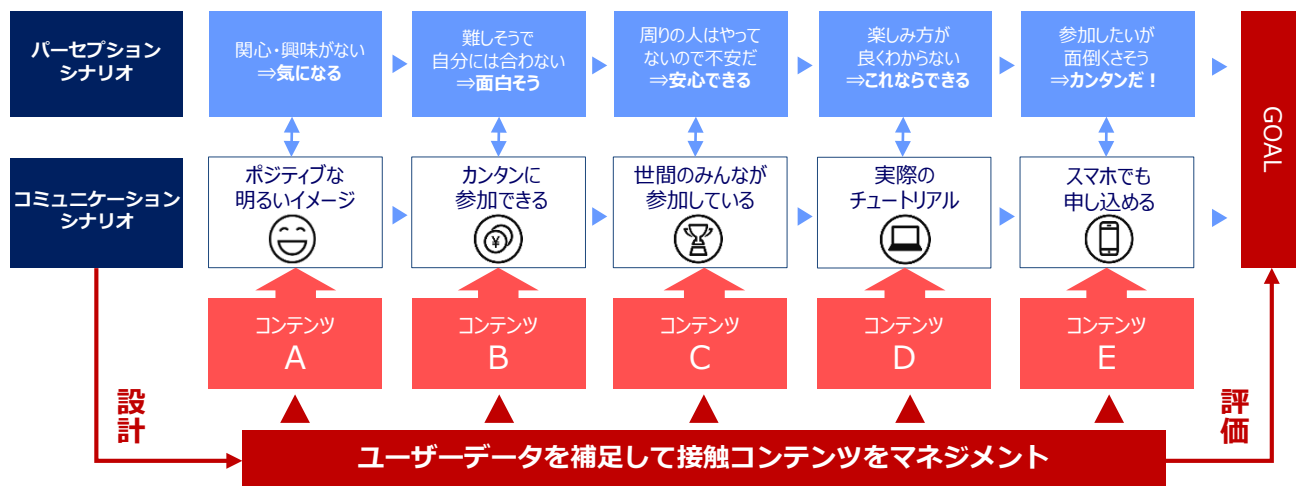 パーセプション
シナリオ
関心・興味がない
⇒気になる
難しそうで
自分には合わない
⇒面白そう
周りの人はやって
ないので不安だ
⇒安心できる
楽しみ方が
良くわからない
⇒これならできる
参加したいが
面倒くさそう
⇒カンタンだ！
GOAL
コミュニケーション
シナリオ
ポジティブな
明るいイメージ
カンタンに
参加できる
¥
世間のみんなが
参加している
実際の
チュートリアル
スマホでも
申し込める
コンテンツ
A
コンテンツ
B
コンテンツ
C
コンテンツ
D
コンテンツ
E
設計
評価
ユーザーデータを補足して接触コンテンツをマネジメント